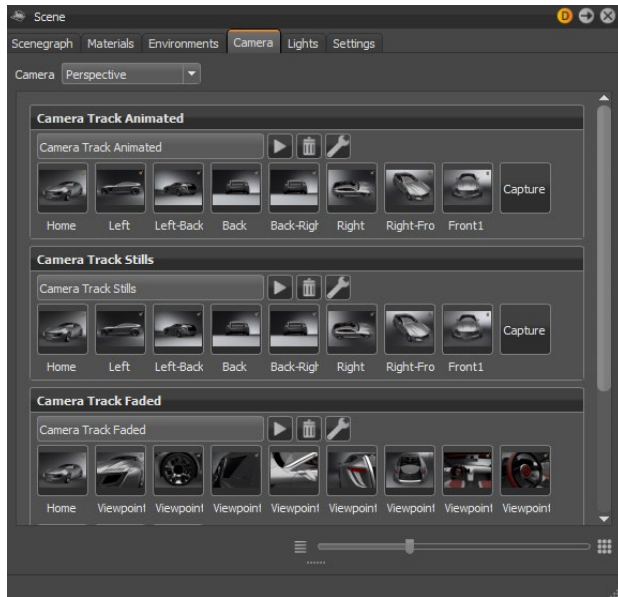 Scene
D
Scenegraph Materials Environments Camera Lights Settings
Camera Perspective
Camera Track Animated
Camera Track Animated
Capture
Home Left Left-Back Back Back-Righ Right Right-Fro Front1
Camera Track Stills
Camera Track Stills
Capture
Home Left Left-Back Back Back-Righ Right Right-Fro Front1
Camera Track Faded
Camera Track Faded
Home Viewpoint Viewpoint Viewpoint Viewpoint Viewpoint Viewpoint Viewpoint Viewpoint